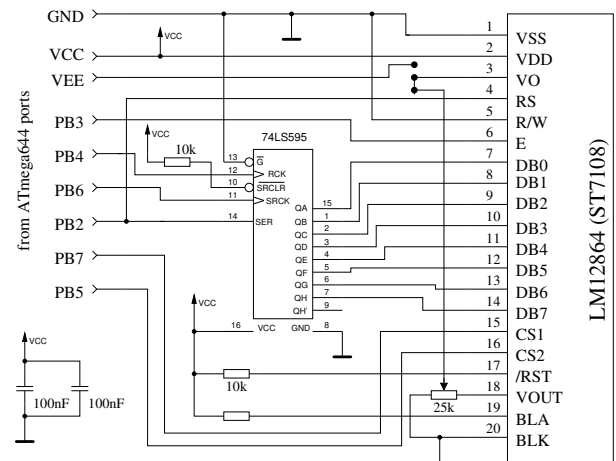 GND
VCC
VEE
PB3
PB4
PB6
PB2
PB7
PB5
from ATmega644 ports
VCC
VCC
10k
74LS595
13 G
12 RCK
10 SRCLR
11 SRCK
14 SER
QA 15
QB 1
QC 2
QD 3
QE 4
QF 5
QG 6
QH 7
QH' 9
16 VCC GND 8
VCC
VCC
100nF 100nF
10k
25k
1 VSS
2 VDD
3 VO
4 RS
5 R/W
6 E
7 DB0
8 DB1
9 DB2
10 DB3
11 DB4
12 DB5
13 DB6
14 DB7
15 CS1
16 CS2
17 /RST
18 VOUT
19 BLA
20 BLK
LM12864 (ST7108)